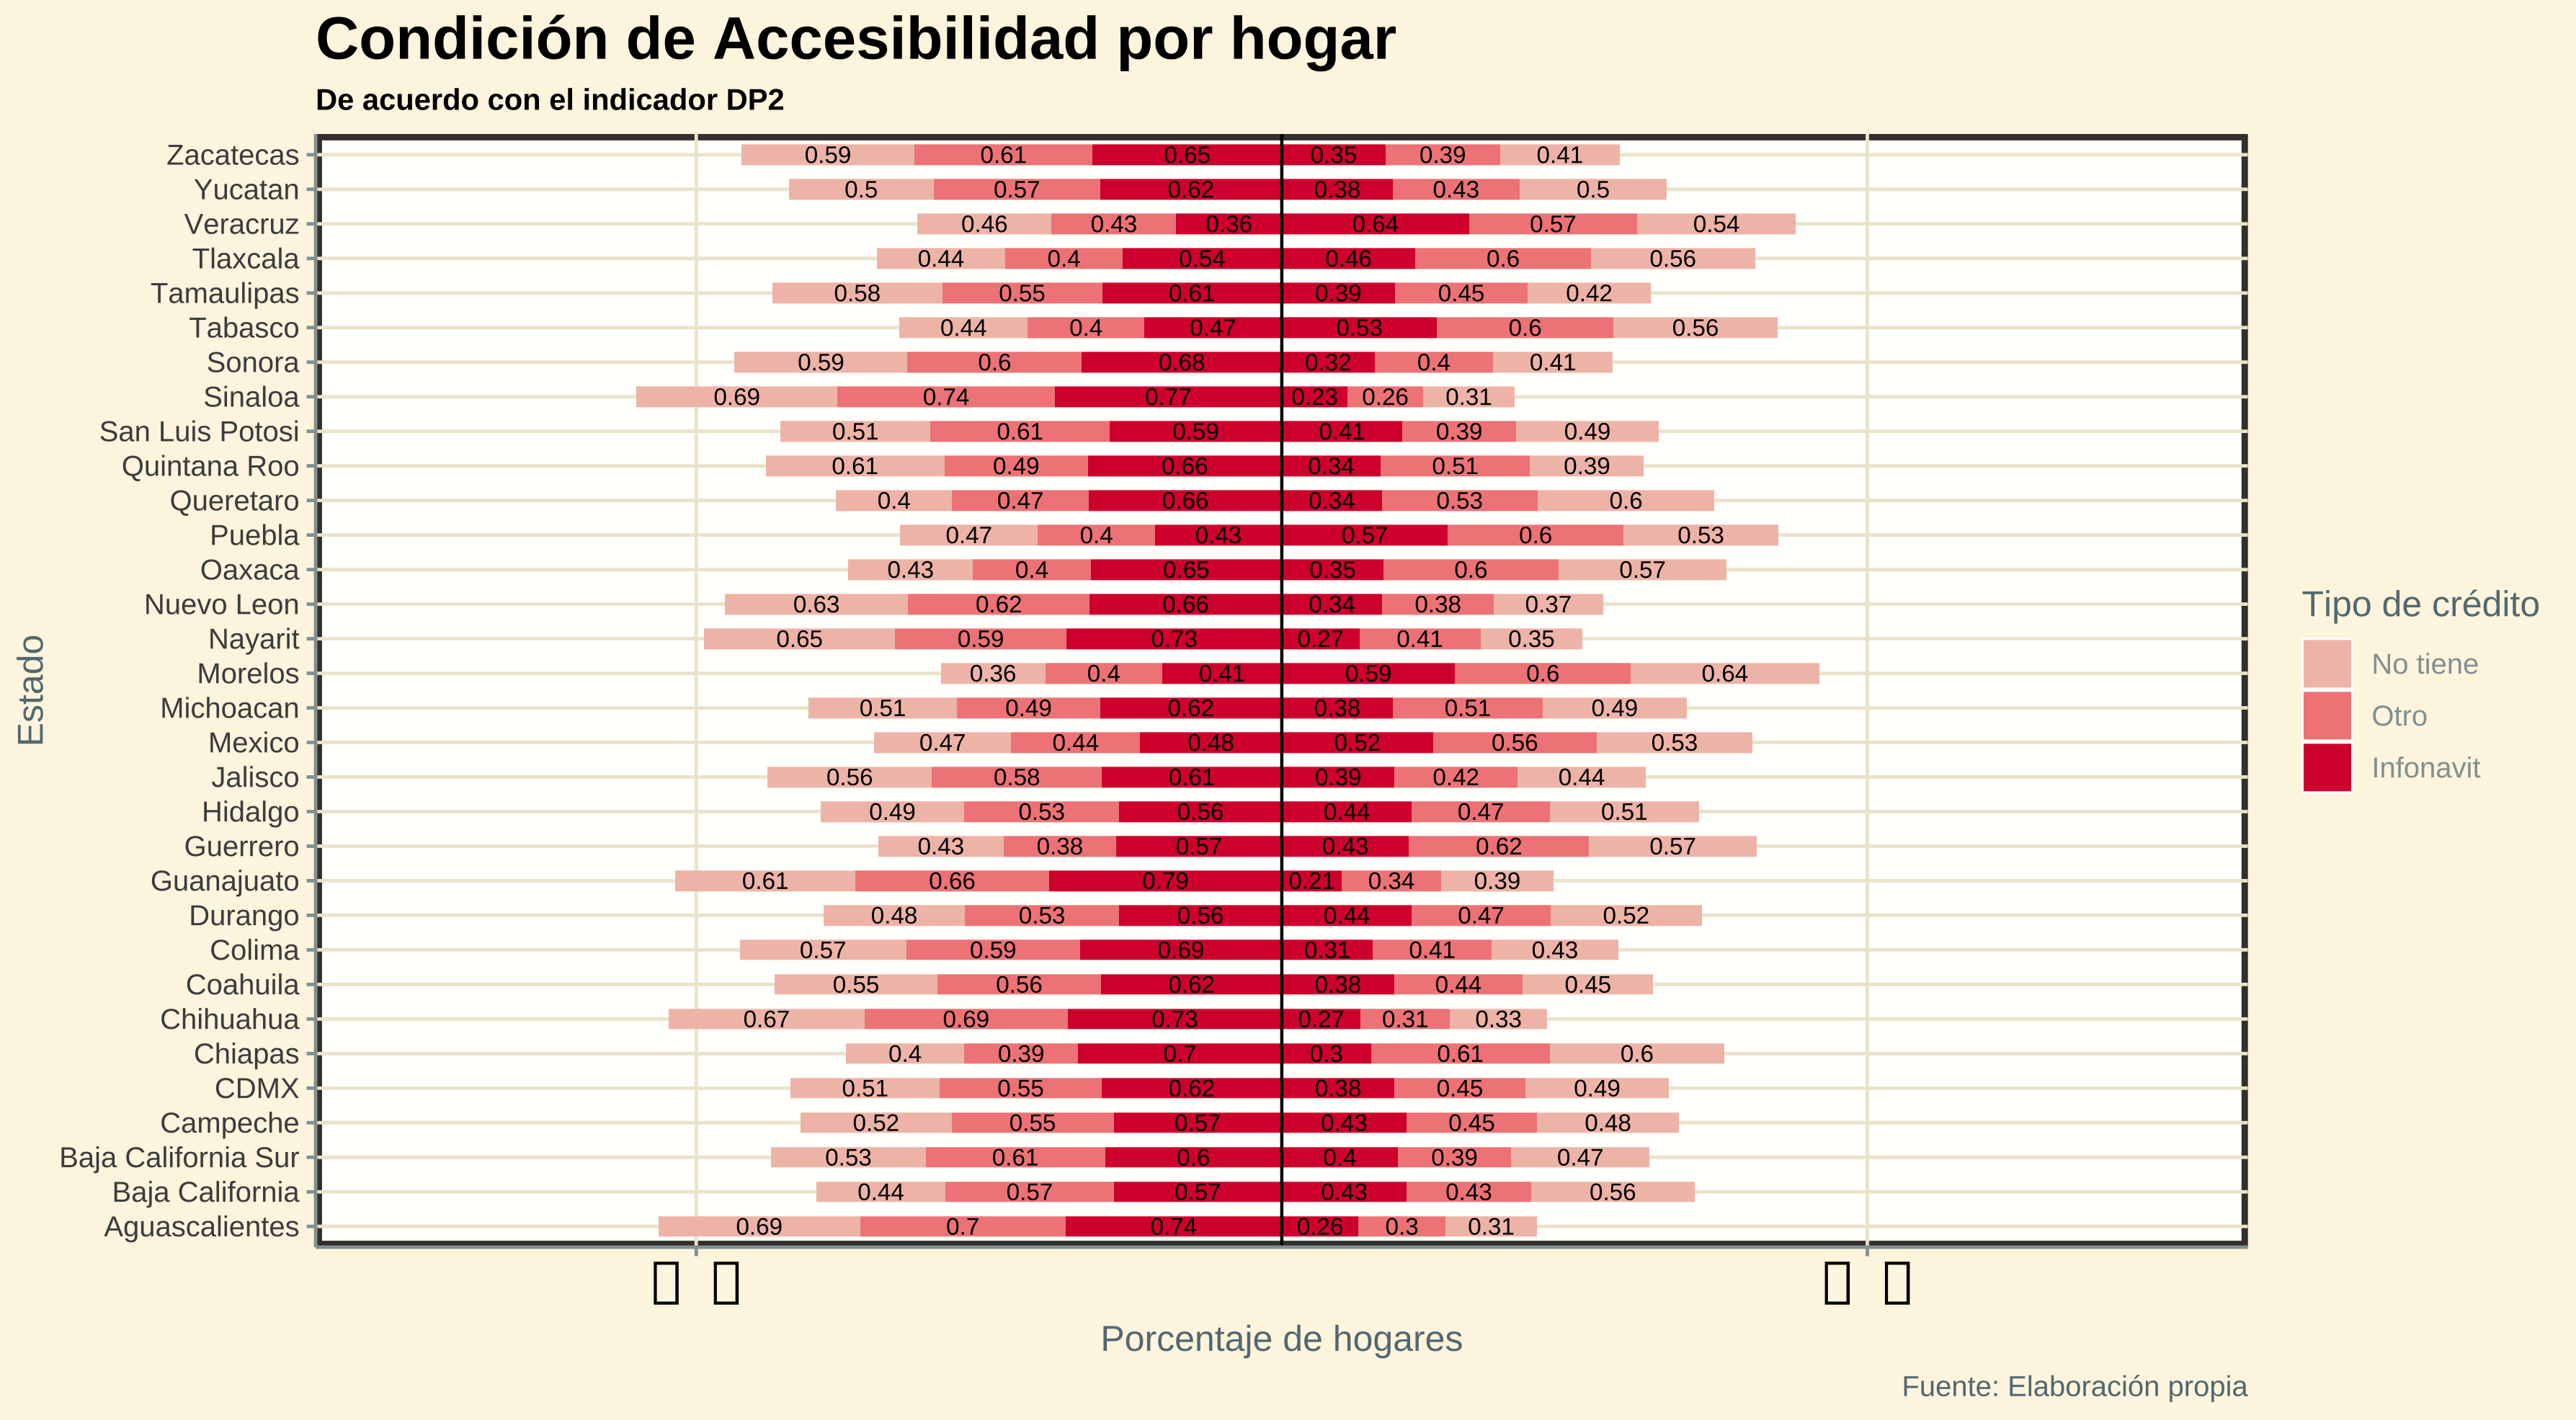 Condición de Accesibilidad por hogar
De acuerdo con el indicador DP2
Estado
Zacatecas 0.59 0.61 0.65 0.35 0.39 0.41
Yucatan 0.5 0.57 0.62 0.38 0.43 0.5
Veracruz 0.46 0.43 0.36 0.64 0.57 0.54
Tlaxcala 0.44 0.4 0.54 0.46 0.6 0.56
Tamaulipas 0.58 0.55 0.61 0.39 0.45 0.42
Tabasco 0.44 0.4 0.47 0.53 0.6 0.56
Sonora 0.59 0.6 0.68 0.32 0.4 0.41
Sinaloa 0.69 0.74 0.77 0.23 0.26 0.31
San Luis Potosi 0.51 0.61 0.59 0.41 0.39 0.49
Quintana Roo 0.61 0.49 0.66 0.34 0.51 0.39
Queretaro 0.4 0.47 0.66 0.34 0.53 0.6
Puebla 0.47 0.4 0.43 0.57 0.6 0.53
Oaxaca 0.43 0.4 0.65 0.35 0.6 0.57
Nuevo Leon 0.63 0.62 0.66 0.34 0.38 0.37
Nayarit 0.65 0.59 0.73 0.27 0.41 0.35
Morelos 0.36 0.4 0.41 0.59 0.6 0.64
Michoacan 0.51 0.49 0.62 0.38 0.51 0.49
Mexico 0.47 0.44 0.48 0.52 0.56 0.53
Jalisco 0.56 0.58 0.61 0.39 0.42 0.44
Hidalgo 0.49 0.53 0.56 0.44 0.47 0.51
Guerrero 0.43 0.38 0.57 0.43 0.62 0.57
Guanajuato 0.61 0.66 0.79 0.21 0.34 0.39
Durango 0.48 0.53 0.56 0.44 0.47 0.52
Colima 0.57 0.59 0.69 0.31 0.41 0.43
Coahuila 0.55 0.56 0.62 0.38 0.44 0.45
Chihuahua 0.67 0.69 0.73 0.27 0.31 0.33
Chiapas 0.4 0.39 0.7 0.3 0.61 0.6
CDMX 0.51 0.55 0.62 0.38 0.45 0.49
Campeche 0.52 0.55 0.57 0.43 0.45 0.48
Baja California Sur 0.53 0.61 0.6 0.4 0.39 0.47
Baja California 0.44 0.57 0.57 0.43 0.43 0.56
Aguascalientes 0.69 0.7 0.74 0.26 0.3 0.31
Porcentaje de hogares
Tipo de crédito
No tiene
Otro
Infonavit
Fuente: Elaboración propia